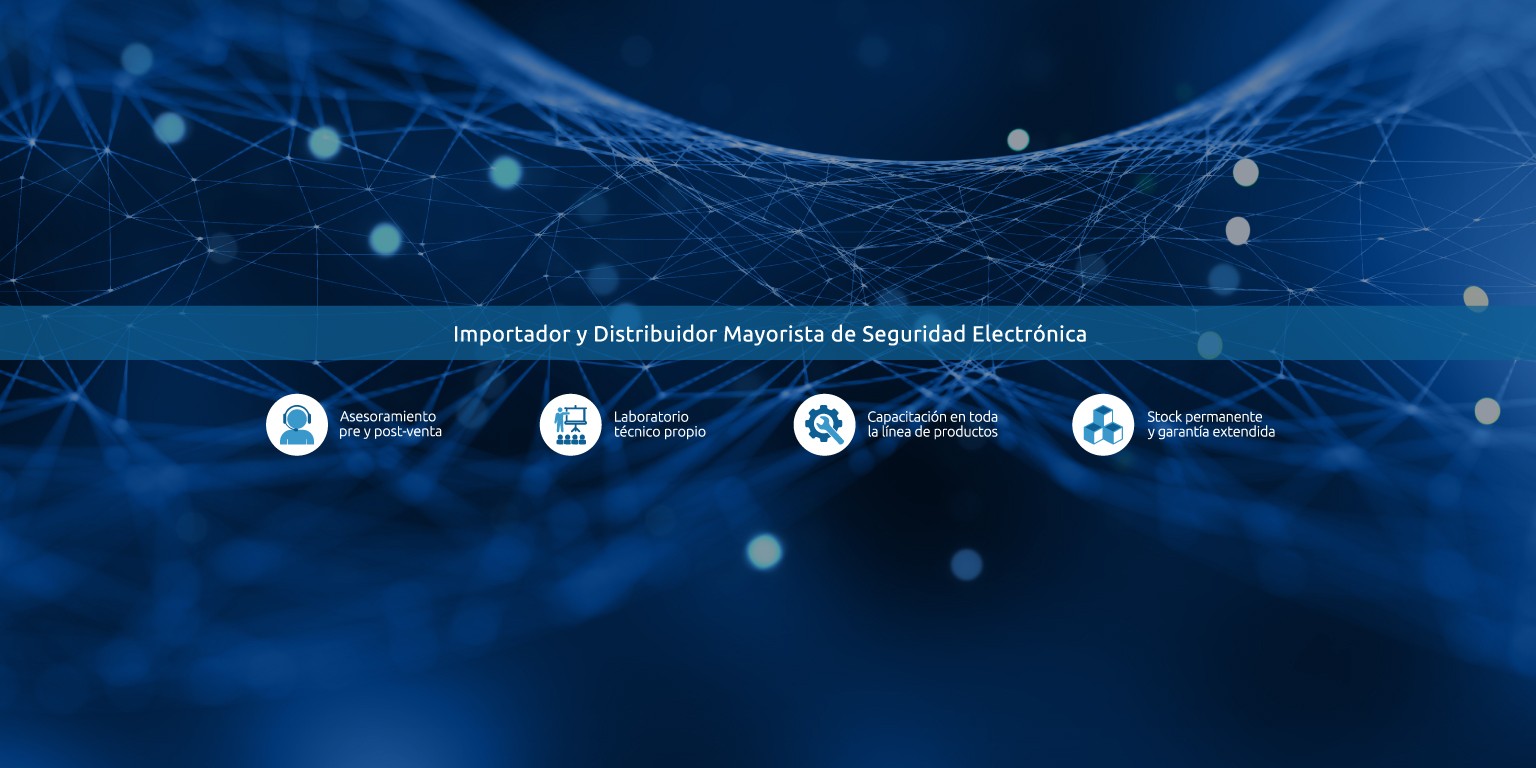 Importador y Distribuidor Mayorista de Seguridad Electrónica
Asesoramiento
pre y post-venta
Laboratorio
técnico propio
Capacitación en toda
la línea de productos
Stock permanente
y garantía extendida